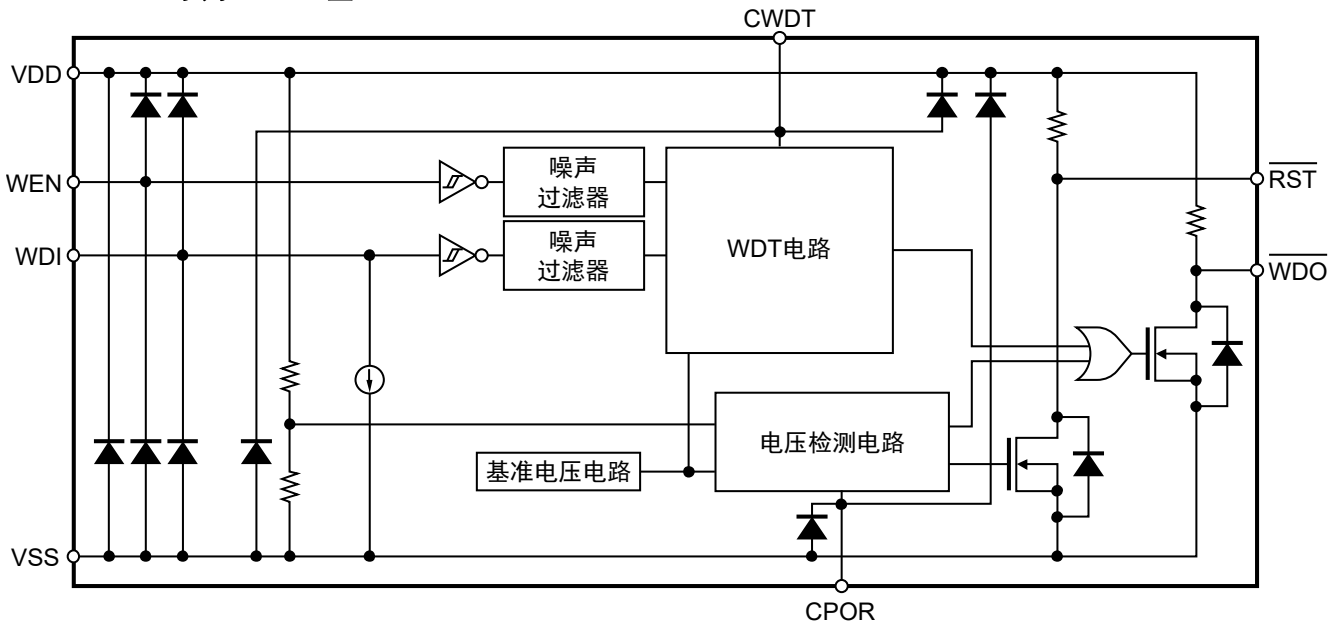 CWDT
VDD
WEN
噪声
过滤器
RST
WDI
噪声
过滤器
WDT电路
WDO
电压检测电路
基准电压电路
VSS
CPOR